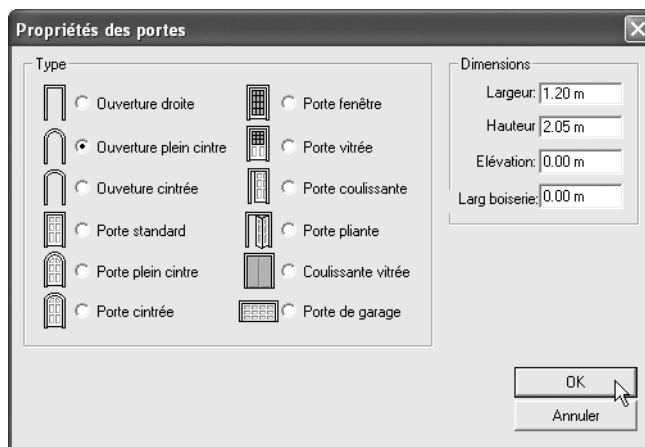 Propriétés des portes
Type
Ouverture droite
Ouverture plein cintre
Ouveture cintrée
Porte standard
Porte plein cintre
Porte cintrée
Porte fenêtre
Porte vitrée
Porte coulissante
Porte pliante
Coulissante vitrée
Porte de garage
Dimensions
Largeur: 1.20 m
Hauteur 2.05 m
Elévation: 0.00 m
Larg boiserie: 0.00 m
OK
Annuler